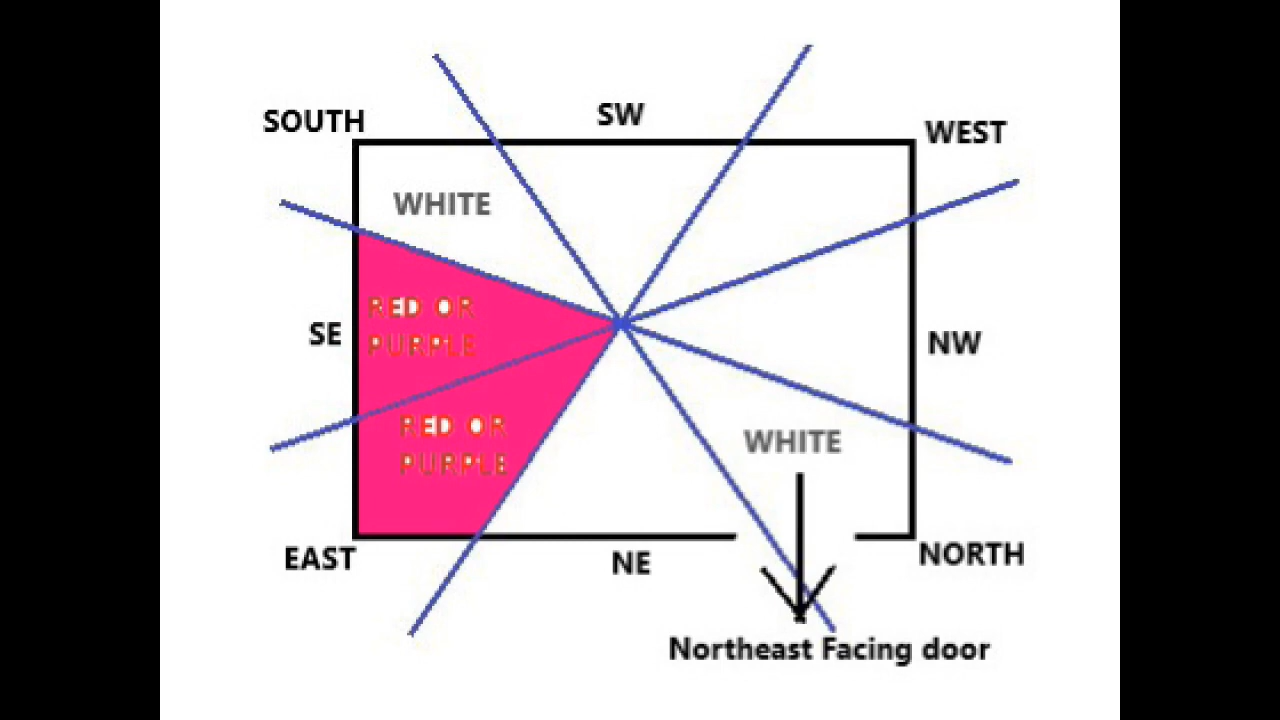 SOUTH
SW
WEST
WHITE
RED OR
PURPLE
SE
NW
RED OR
PURPLE
WHITE
EAST
NE
NORTH
Northeast Facing door